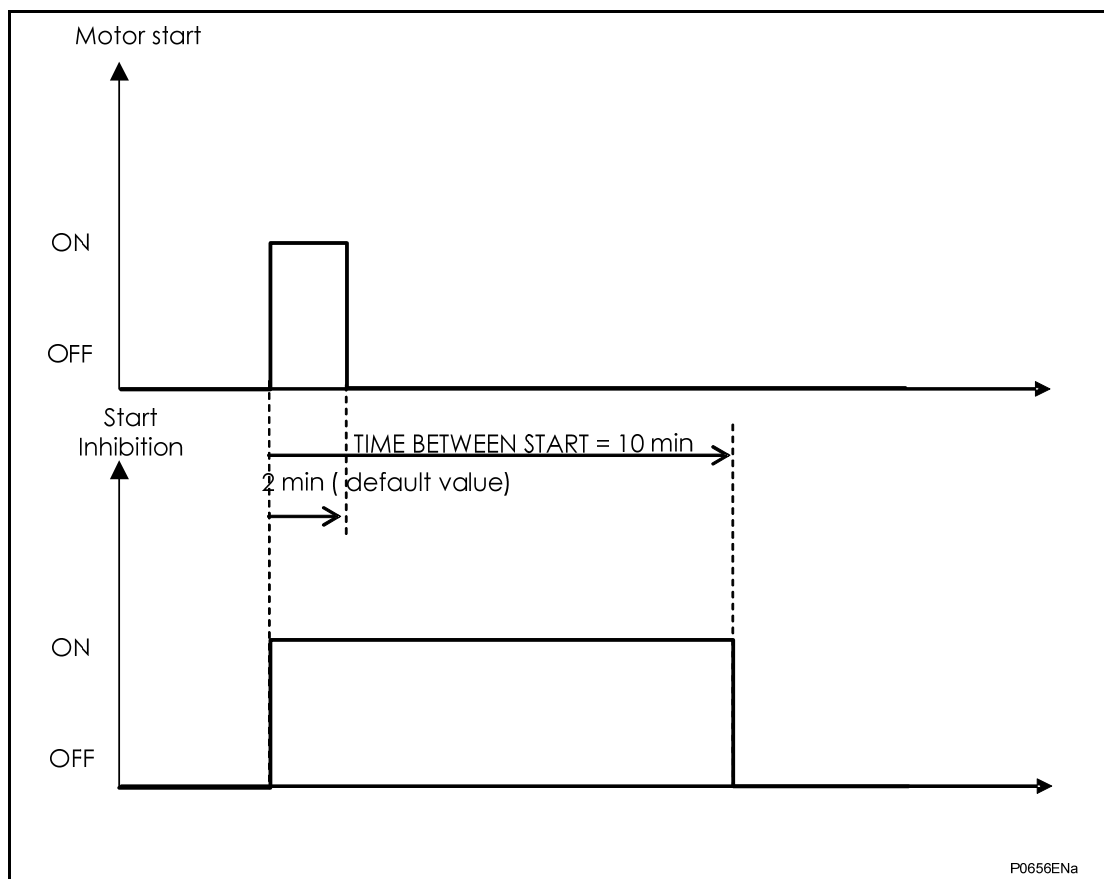 Motor start
ON
OFF
Start
Inhibition
TIME BETWEEN START = 10 min
2 min ( default value)
ON
OFF
P0656ENa